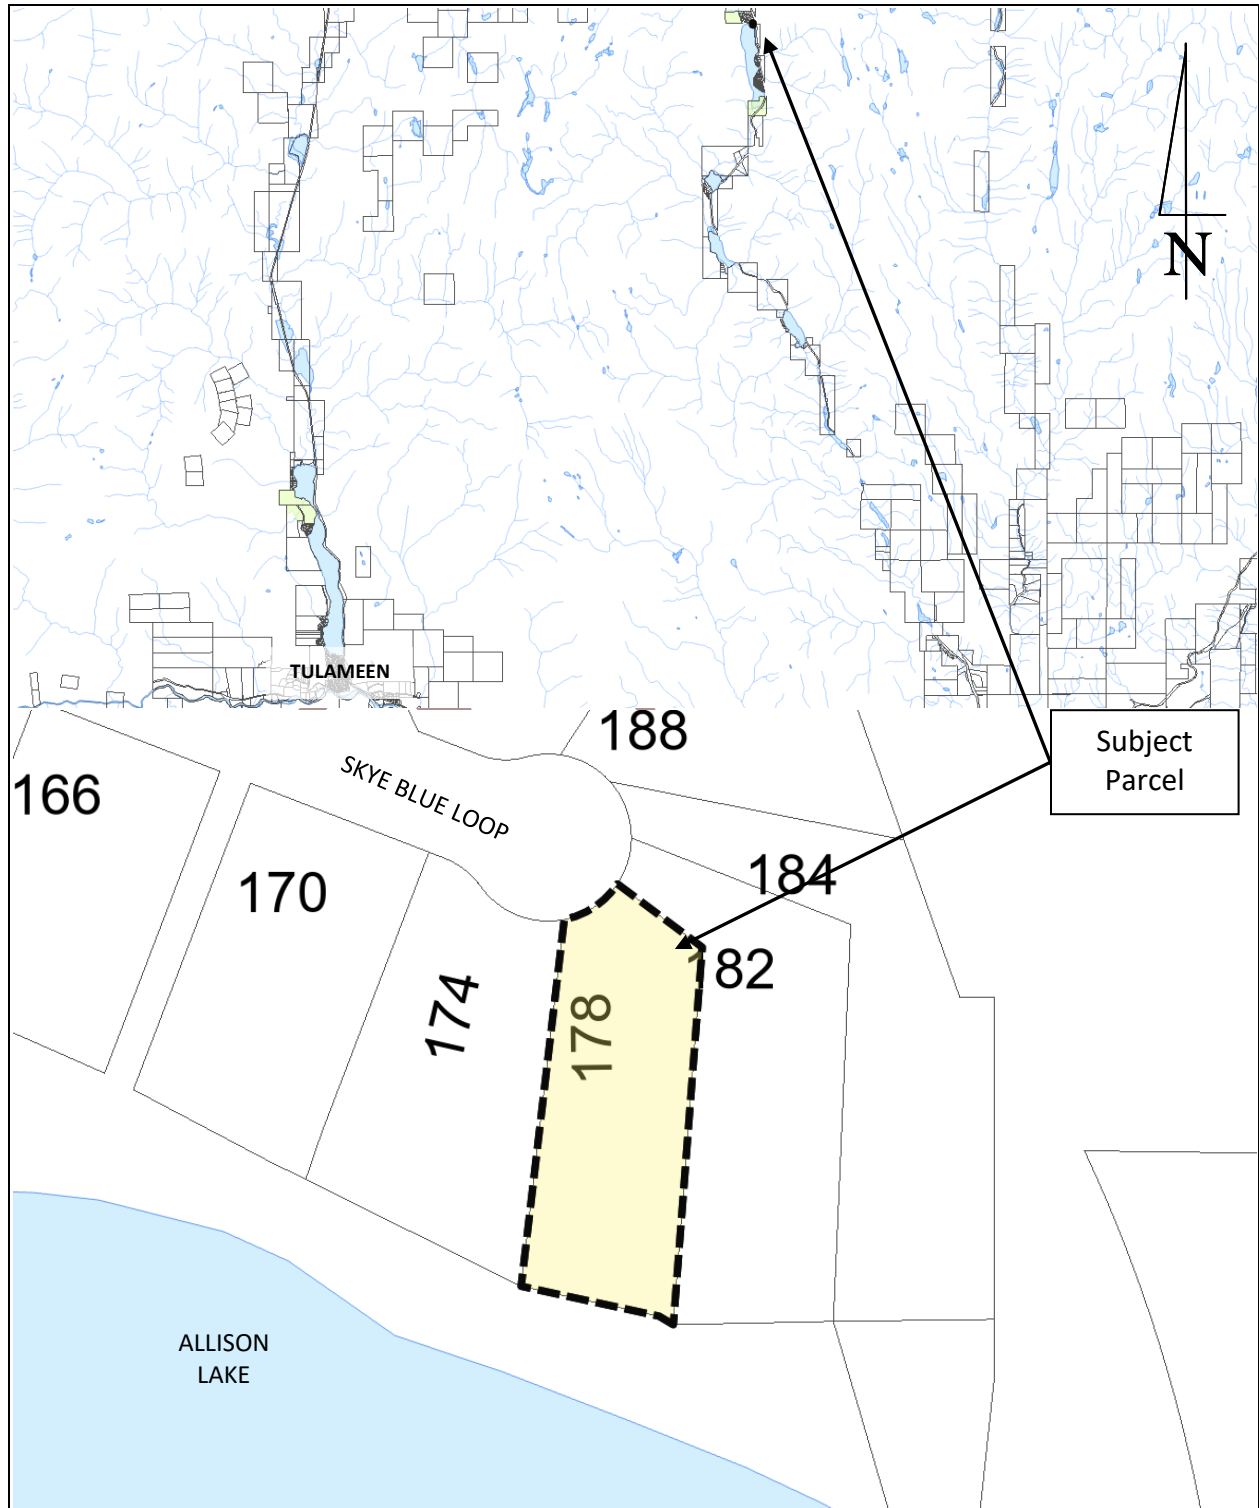 N
TULAMEEN
Subject
Parcel
188
166
SKYE BLUE LOOP
170
184
174
178
82
ALLISON
LAKE